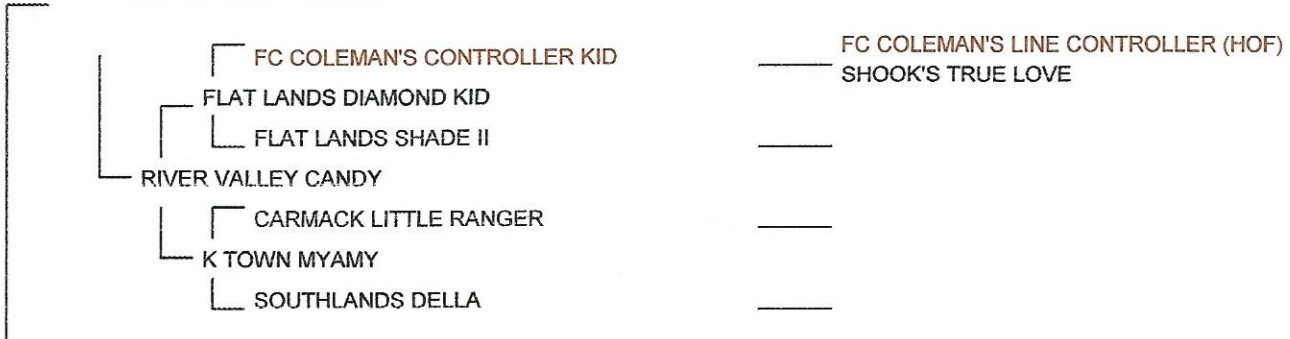 FC COLEMAN'S CONTROLLER KID
FC COLEMAN'S LINE CONTROLLER (HOF)
SHOOK'S TRUE LOVE
FLAT LANDS DIAMOND KID
FLAT LANDS SHADE II
RIVER VALLEY CANDY
CARMACK LITTLE RANGER
K TOWN MYAMY
SOUTHLANDS DELLA